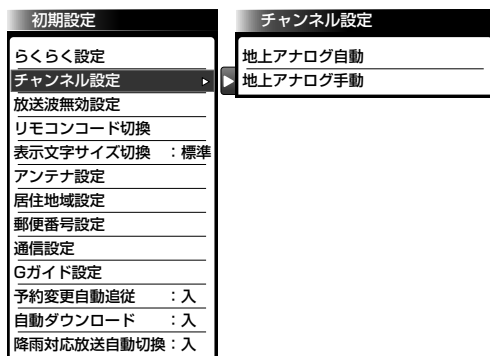 初期設定
らくらく設定
チャンネル設定
放送波無効設定
リモコンコード切換
表示文字サイズ切換 ：標準
アンテナ設定
居住地域設定
郵便番号設定
通信設定
Gガイド設定
予約変更自動追従 ：入
自動ダウンロード ：入
降雨対応放送自動切換：入
チャンネル設定
地上アナログ自動
地上アナログ手動